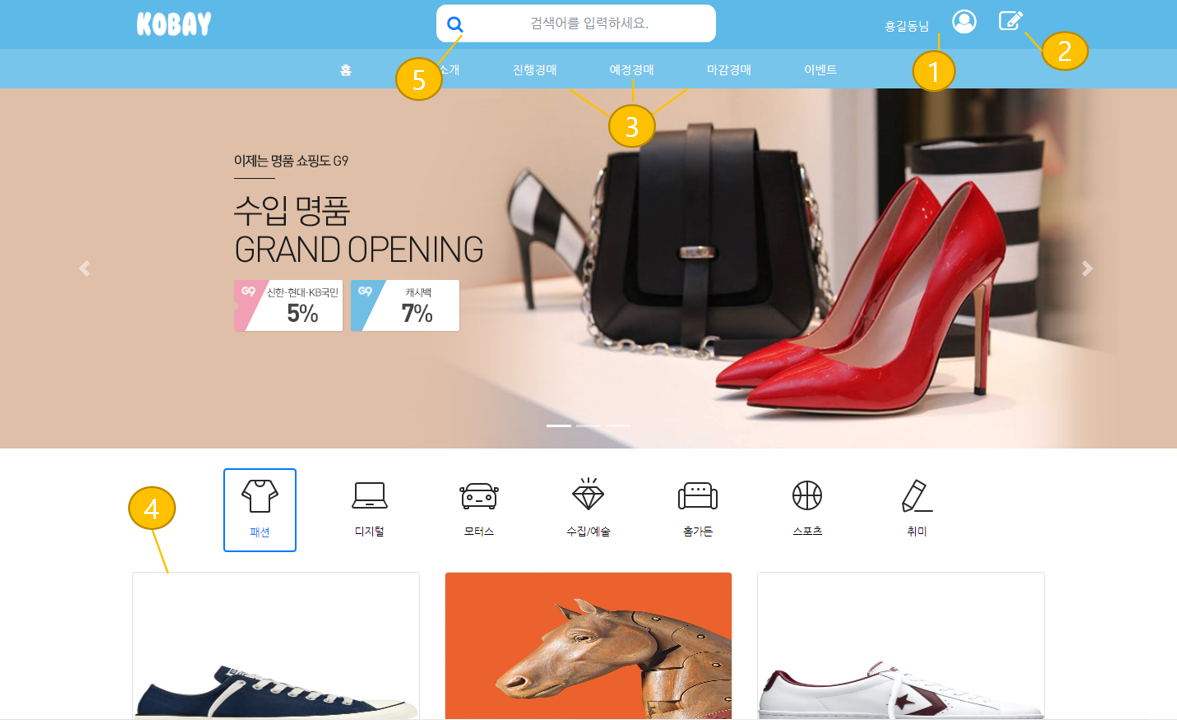 KOBAY
검색어를 입력하세요.
홍길동님
홈
소개
진행경매
예정경매
마감경매
이벤트
1
2
3
5
이제는 명품 쇼핑도 G9
수입 명품
GRAND OPENING
G9 신한·현대·KB국민
5%
G9 캐시백
7%
4
패션
디지털
모터스
수집/예술
홈가든
스포츠
취미